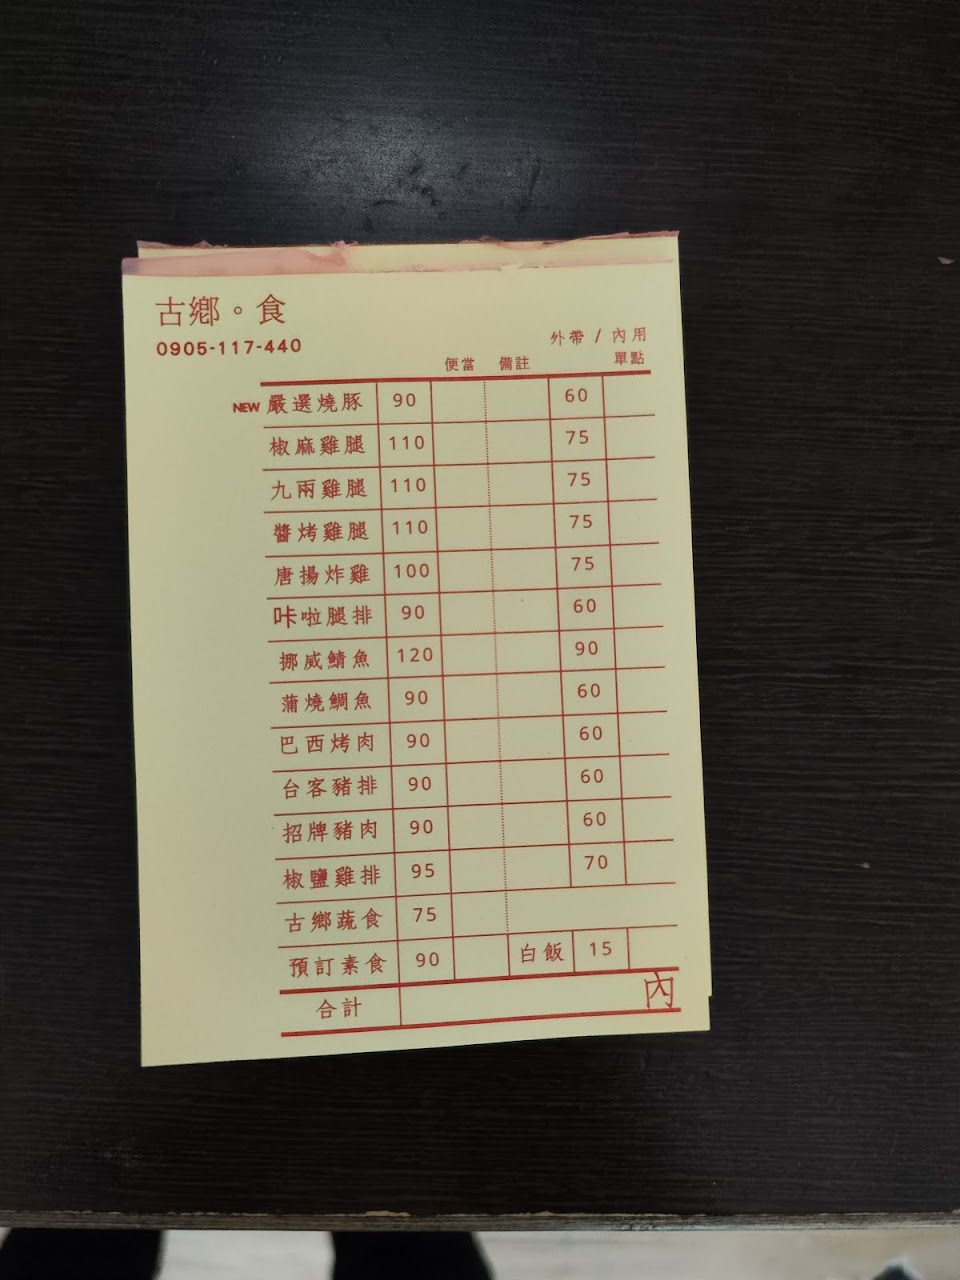 古鄉。食
0905-117-440
外帶 / 內用
便當 備註 單點
NEW 嚴選燒豚 90 60
椒麻雞腿 110 75
九兩雞腿 110 75
醬烤雞腿 110 75
唐揚炸雞 100 75
咔啦腿排 90 60
挪威鯖魚 120 90
蒲燒鯛魚 90 60
巴西烤肉 90 60
台客豬排 90 60
招牌豬肉 90 60
椒鹽雞排 95 70
古鄉蔬食 75
預訂素食 90 白飯 15
合計 內